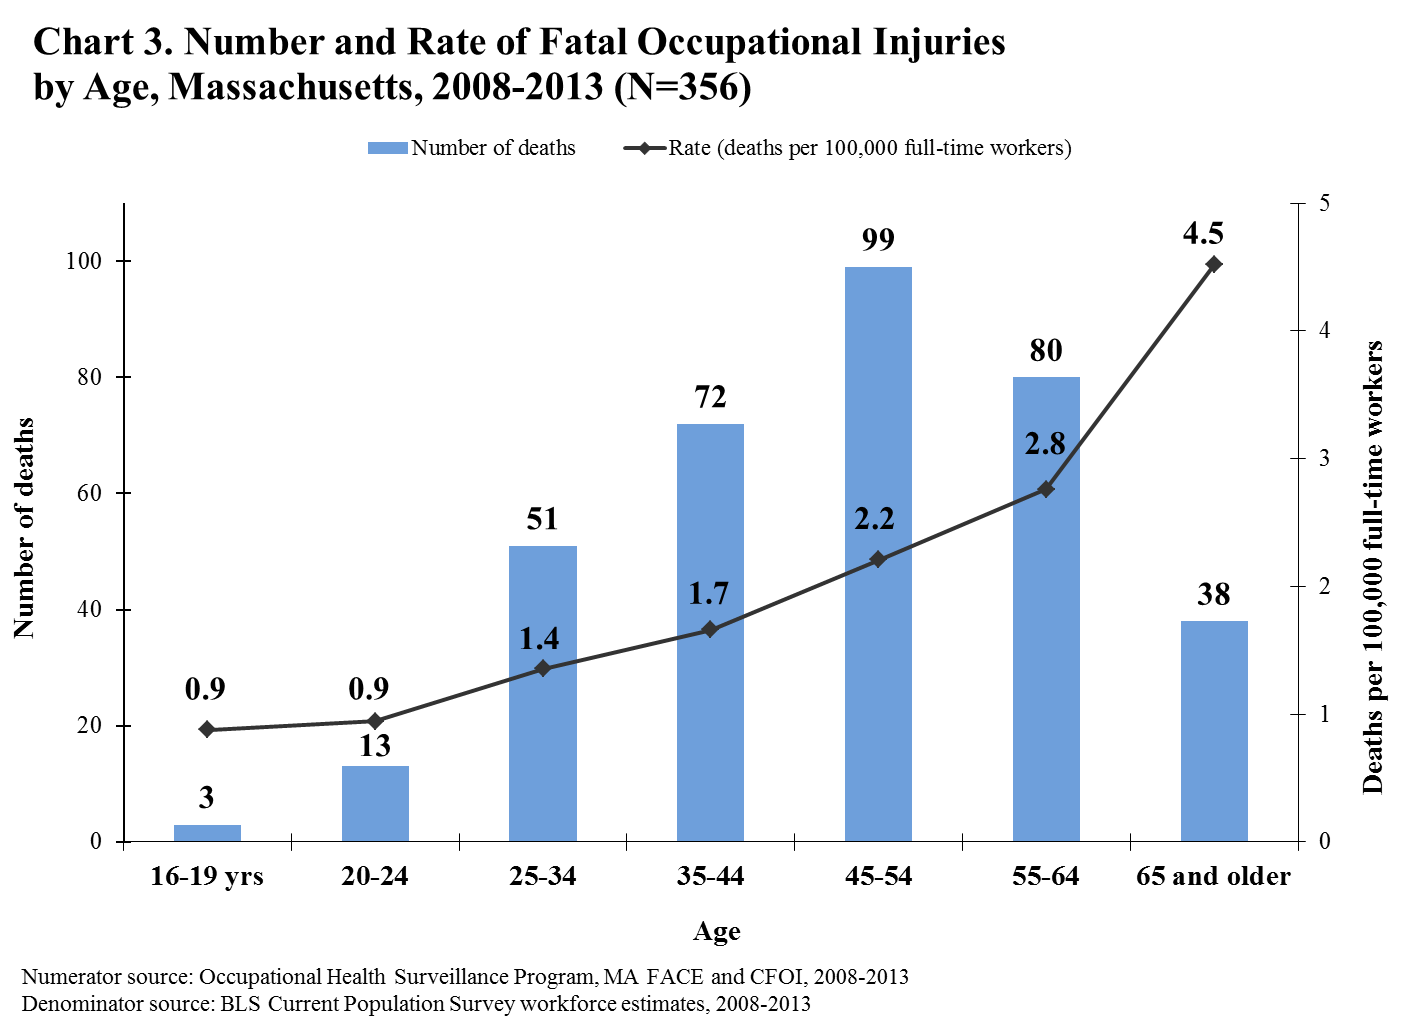 Chart 3. Number and Rate of Fatal Occupational Injuries
by Age, Massachusetts, 2008-2013 (N=356)
Number of deaths
Rate (deaths per 100,000 full-time workers)
Number of deaths
100
80
60
40
20
0
5
4
3
2
1
0
Deaths per 100,000 full-time workers
99
4.5
80
72
2.8
51
2.2
38
1.7
1.4
0.9
0.9
13
3
16-19 yrs
20-24
25-34
35-44
45-54
55-64
65 and older
Age
Numerator source: Occupational Health Surveillance Program, MA FACE and CFOI, 2008-2013
Denominator source: BLS Current Population Survey workforce estimates, 2008-2013